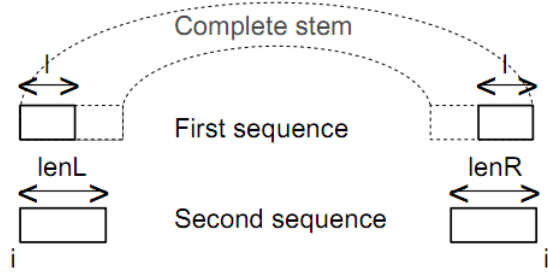 Complete stem
l l
First sequence
lenL lenR
Second sequence
i i